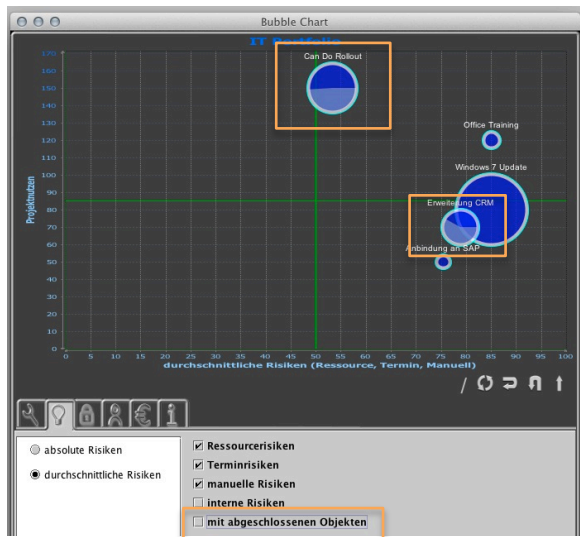 Bubble Chart
IT Portfolio
170
160
150
140
130
120
110
100
90
80
70
60
50
40
30
20
10
0
Projektnutzen
Can Do Rollout
Office Training
Windows 7 Update
Erweiterung CRM
Anbindung an SAP
0 5 10 15 20 25 30 35 40 45 50 55 60 65 70 75 80 85 90 95 100
durchschnittliche Risiken (Ressource, Termin, Manuell)
absolute Risiken
durchschnittliche Risiken
Ressourcerisiken
Terminrisiken
manuelle Risiken
interne Risiken
mit abgeschlossenen Objekten